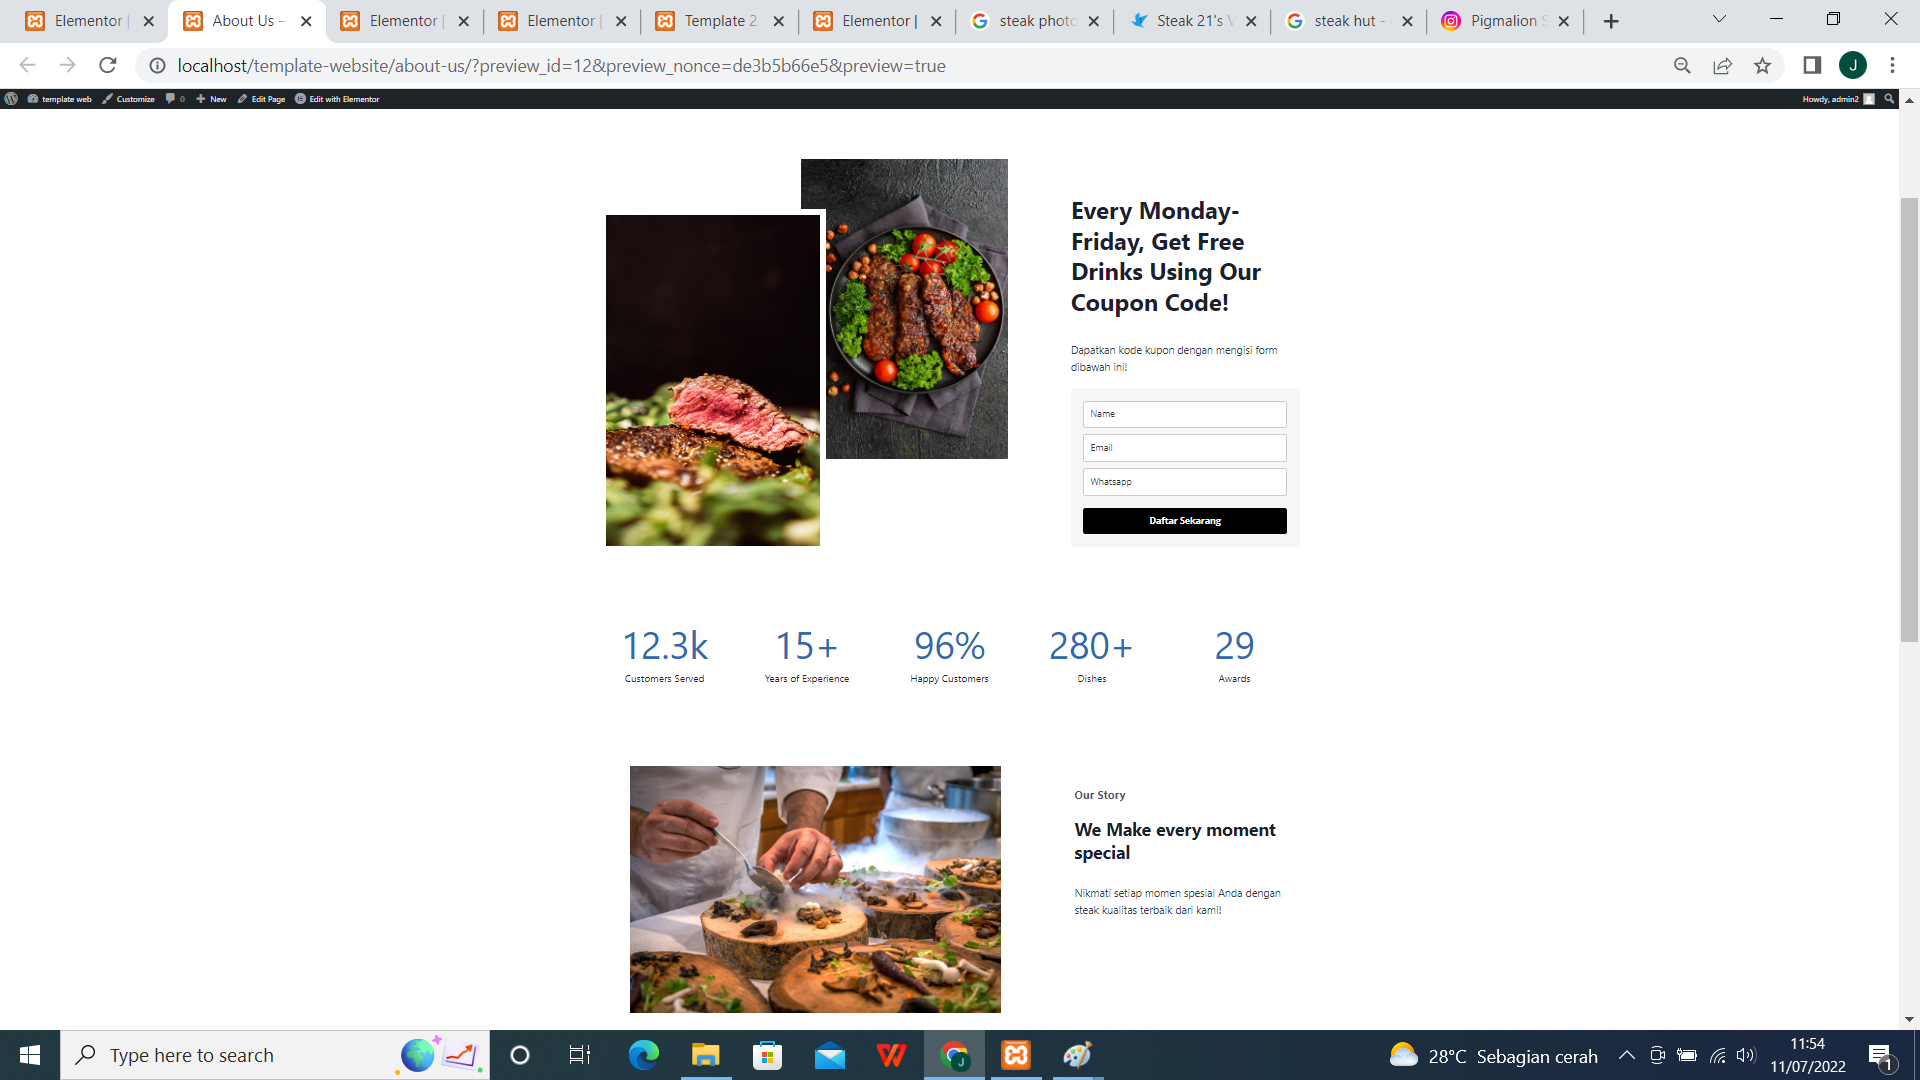 Elementor |
About Us –
Elementor |
Elementor |
Template 2
Elementor |
steak photo
Steak 21's V
steak hut -
Pigmalion S
localhost/template-website/about-us/?preview_id=12&preview_nonce=de3b5b66e5&preview=true
J
template web
Customize
0
New
Edit Page
Edit with Elementor
Howdy, admin2
Every Monday-
Friday, Get Free
Drinks Using Our
Coupon Code!
Dapatkan kode kupon dengan mengisi form
dibawah ini!
Name
Email
Whatsapp
Daftar Sekarang
12.3k
15+
96%
280+
29
Customers Served
Years of Experience
Happy Customers
Dishes
Awards
Our Story
We Make every moment
special
Nikmati setiap momen spesial Anda dengan
steak kualitas terbaik dari kami!
Type here to search
J
28°C Sebagian cerah
11:54
11/07/2022
1